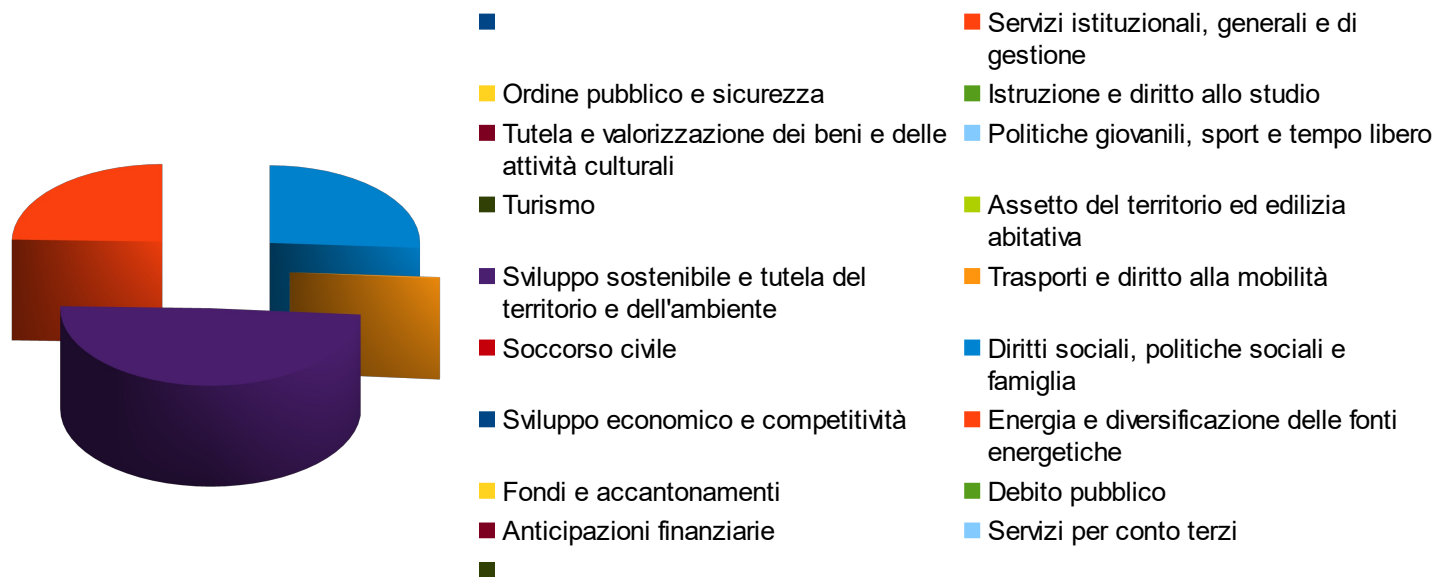 Servizi istituzionali, generali e di
gestione
Ordine pubblico e sicurezza
Istruzione e diritto allo studio
Tutela e valorizzazione dei beni e delle
attività culturali
Politiche giovanili, sport e tempo libero
Turismo
Assetto del territorio ed edilizia
abitativa
Sviluppo sostenibile e tutela del
territorio e dell'ambiente
Trasporti e diritto alla mobilità
Soccorso civile
Diritti sociali, politiche sociali e
famiglia
Sviluppo economico e competitività
Energia e diversificazione delle fonti
energetiche
Fondi e accantonamenti
Debito pubblico
Anticipazioni finanziarie
Servizi per conto terzi